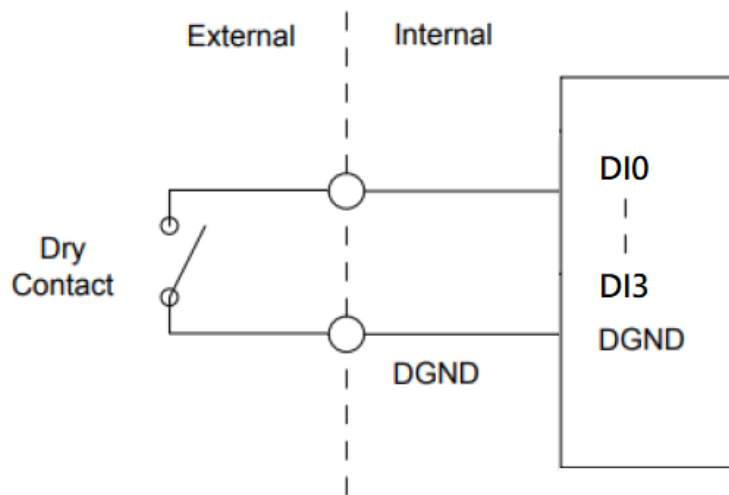 External
Internal
DI0
Dry
Contact
DI3
DGND
DGND